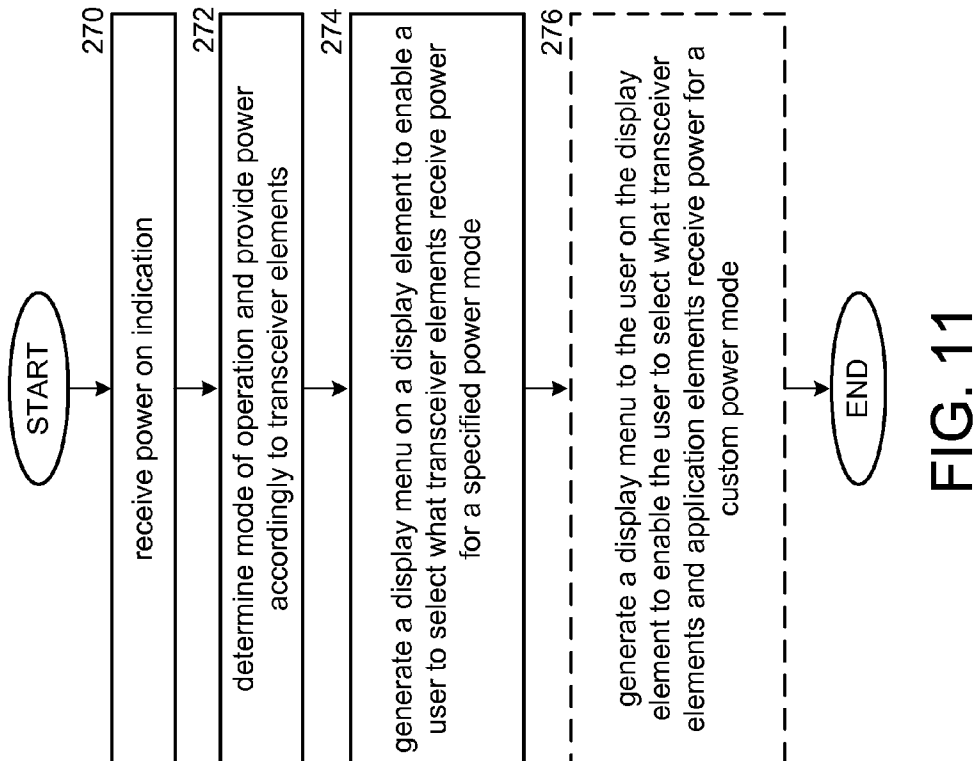 START
270
receive power on indication
272
determine mode of operation and provide power
accordingly to transceiver elements
274
generate a display menu on a display element to enable a
user to select what transceiver elements receive power
for a specified power mode
276
generate a display menu to the user on the display
element to enable the user to select what transceiver
elements and application elements receive power for a
custom power mode
END
FIG. 11